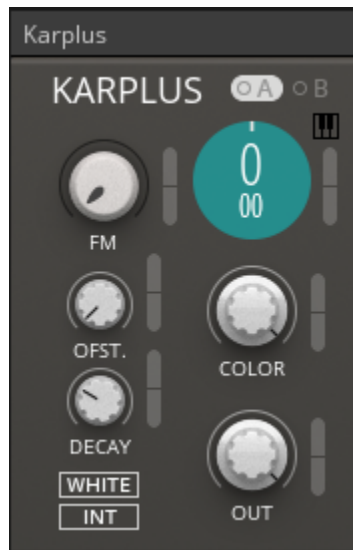 Karplus
KARPLUS A B
0
00
FM
OFST.
COLOR
DECAY
WHITE
INT
OUT